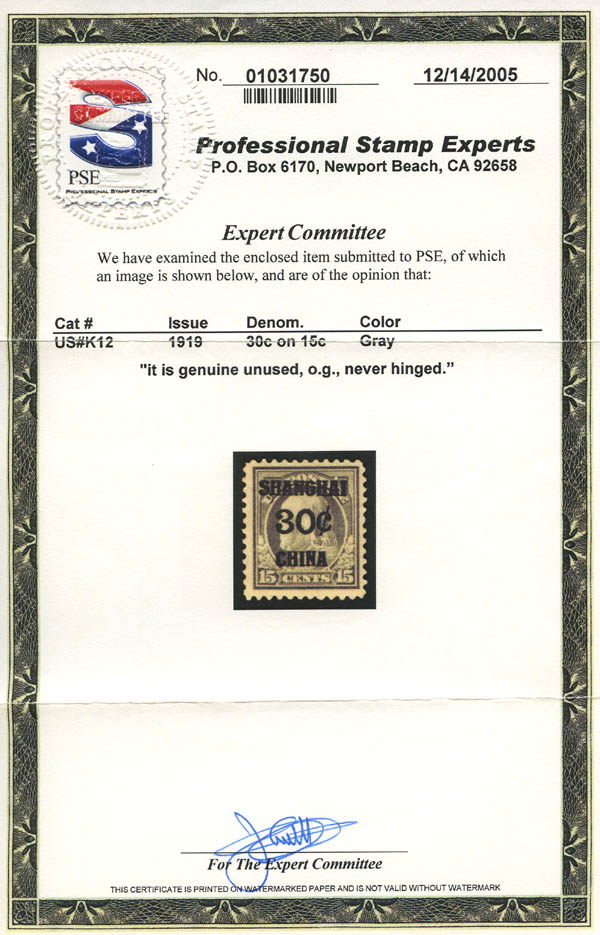 No. 01031750
12/14/2005
PSE
PROFESSIONAL STAMP EXPERTS
Professional Stamp Experts
P.O. Box 6170, Newport Beach, CA 92658
Expert Committee
We have examined the enclosed item submitted to PSE, of which
an image is shown below, and are of the opinion that:
Cat # Issue Denom. Color
US#K12 1919 30c on 15c Gray
"it is genuine unused, o.g., never hinged."
SHANGHAI
30¢
CHINA
15 CENTS 15
For The Expert Committee
THIS CERTIFICATE IS PRINTED ON WATERMARKED PAPER AND IS NOT VALID WITHOUT WATERMARK